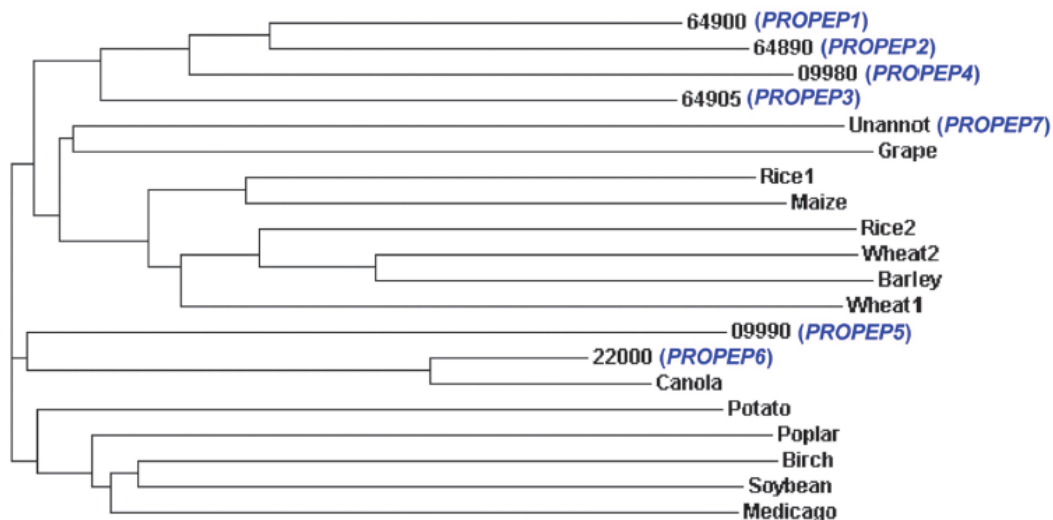 64900 (PROPEP1)
64890 (PROPEP2)
09980 (PROPEP4)
64905 (PROPEP3)
Unannot (PROPEP7)
Grape
Rice1
Maize
Rice2
Wheat2
Barley
Wheat1
09990 (PROPEP5)
22000 (PROPEP6)
Canola
Potato
Poplar
Birch
Soybean
Medicago